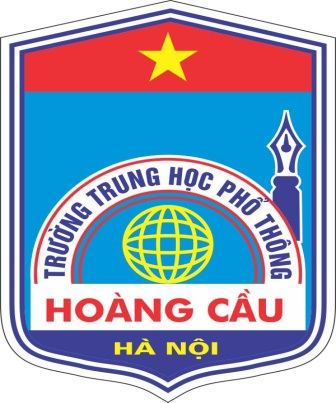 TRƯỜNG TRUNG HỌC PHỔ THÔNG
HOÀNG CẦU
HÀ NỘI